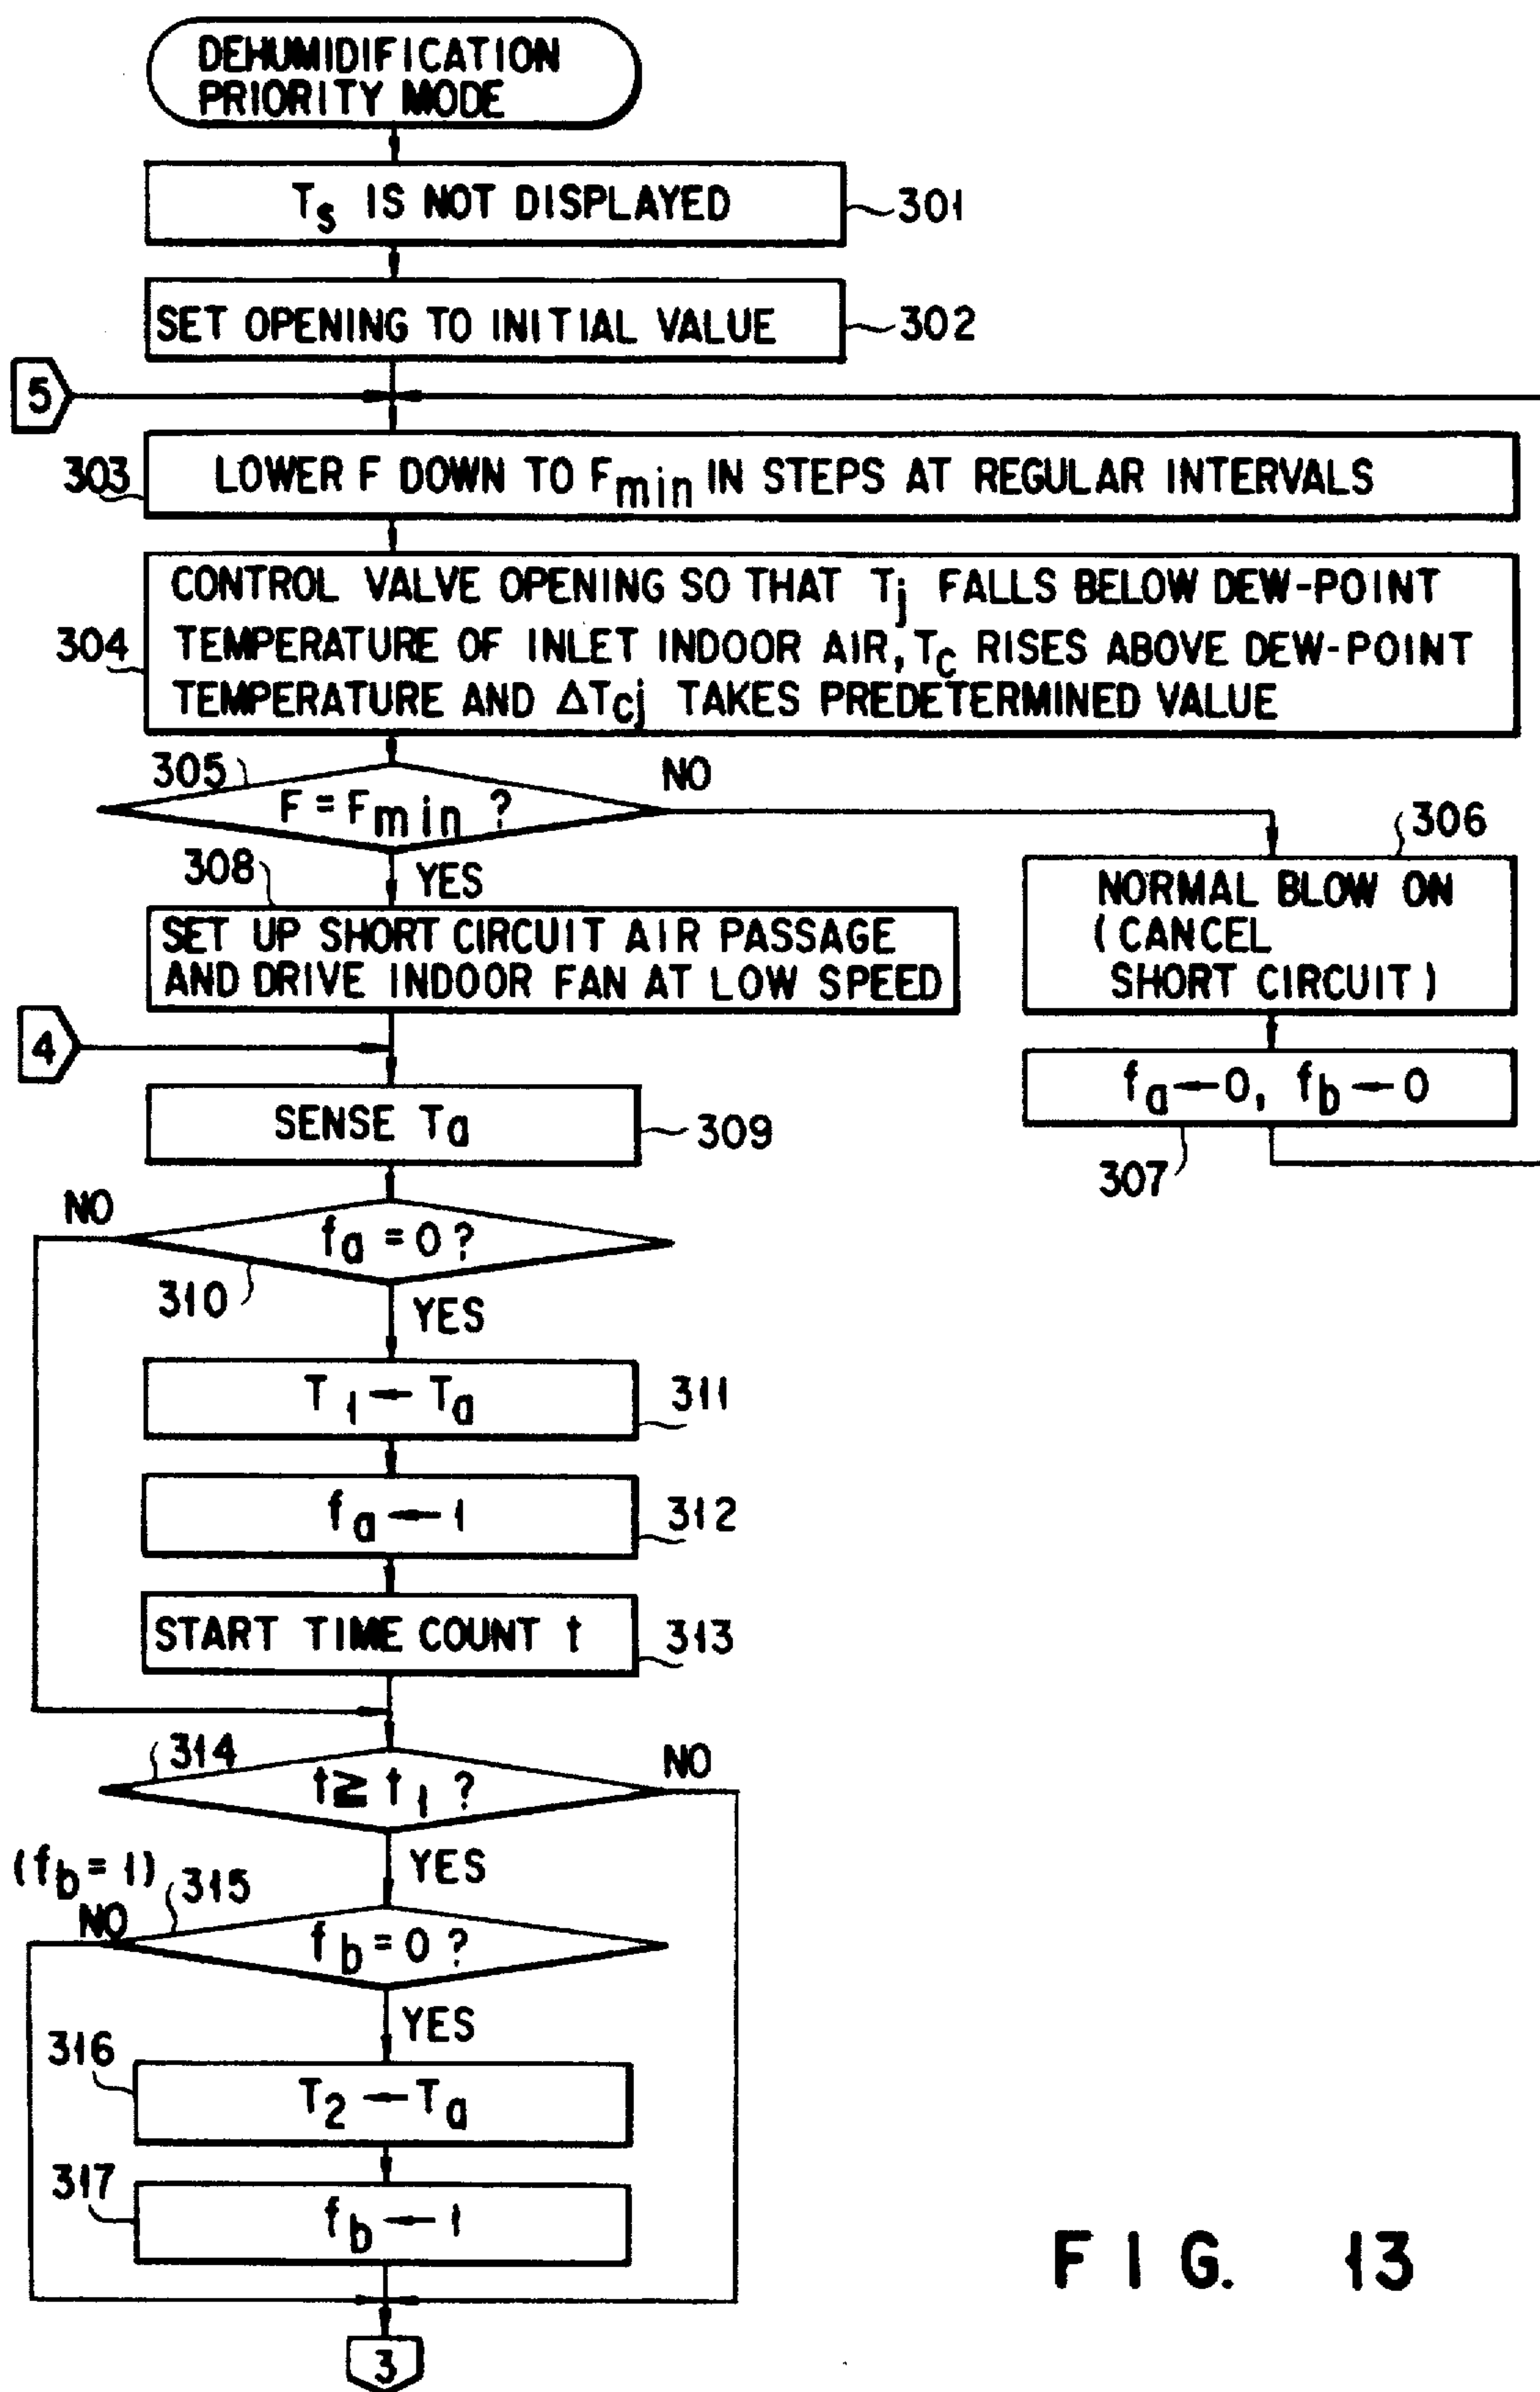 DEHUMIDIFICATION
PRIORITY MODE
Ts IS NOT DISPLAYED
301
SET OPENING TO INITIAL VALUE
302
5
303
LOWER F DOWN TO Fmin IN STEPS AT REGULAR INTERVALS
304
CONTROL VALVE OPENING SO THAT Tj FALLS BELOW DEW-POINT
TEMPERATURE OF INLET INDOOR AIR, Tc RISES ABOVE DEW-POINT
TEMPERATURE AND ΔTcj TAKES PREDETERMINED VALUE
305
F = Fmin ?
NO
YES
306
NORMAL BLOW ON
(CANCEL
SHORT CIRCUIT)
fa ← 0, fb ← 0
307
308
SET UP SHORT CIRCUIT AIR PASSAGE
AND DRIVE INDOOR FAN AT LOW SPEED
4
SENSE Ta
309
NO
fa = 0 ?
310
YES
T1 ← Ta
311
fa ← 1
312
START TIME COUNT t
313
314
t ≧ t1 ?
NO
YES
(fb = 1)
NO
315
fb = 0 ?
YES
316
T2 ← Ta
317
fb ← 1
3
FIG. 13